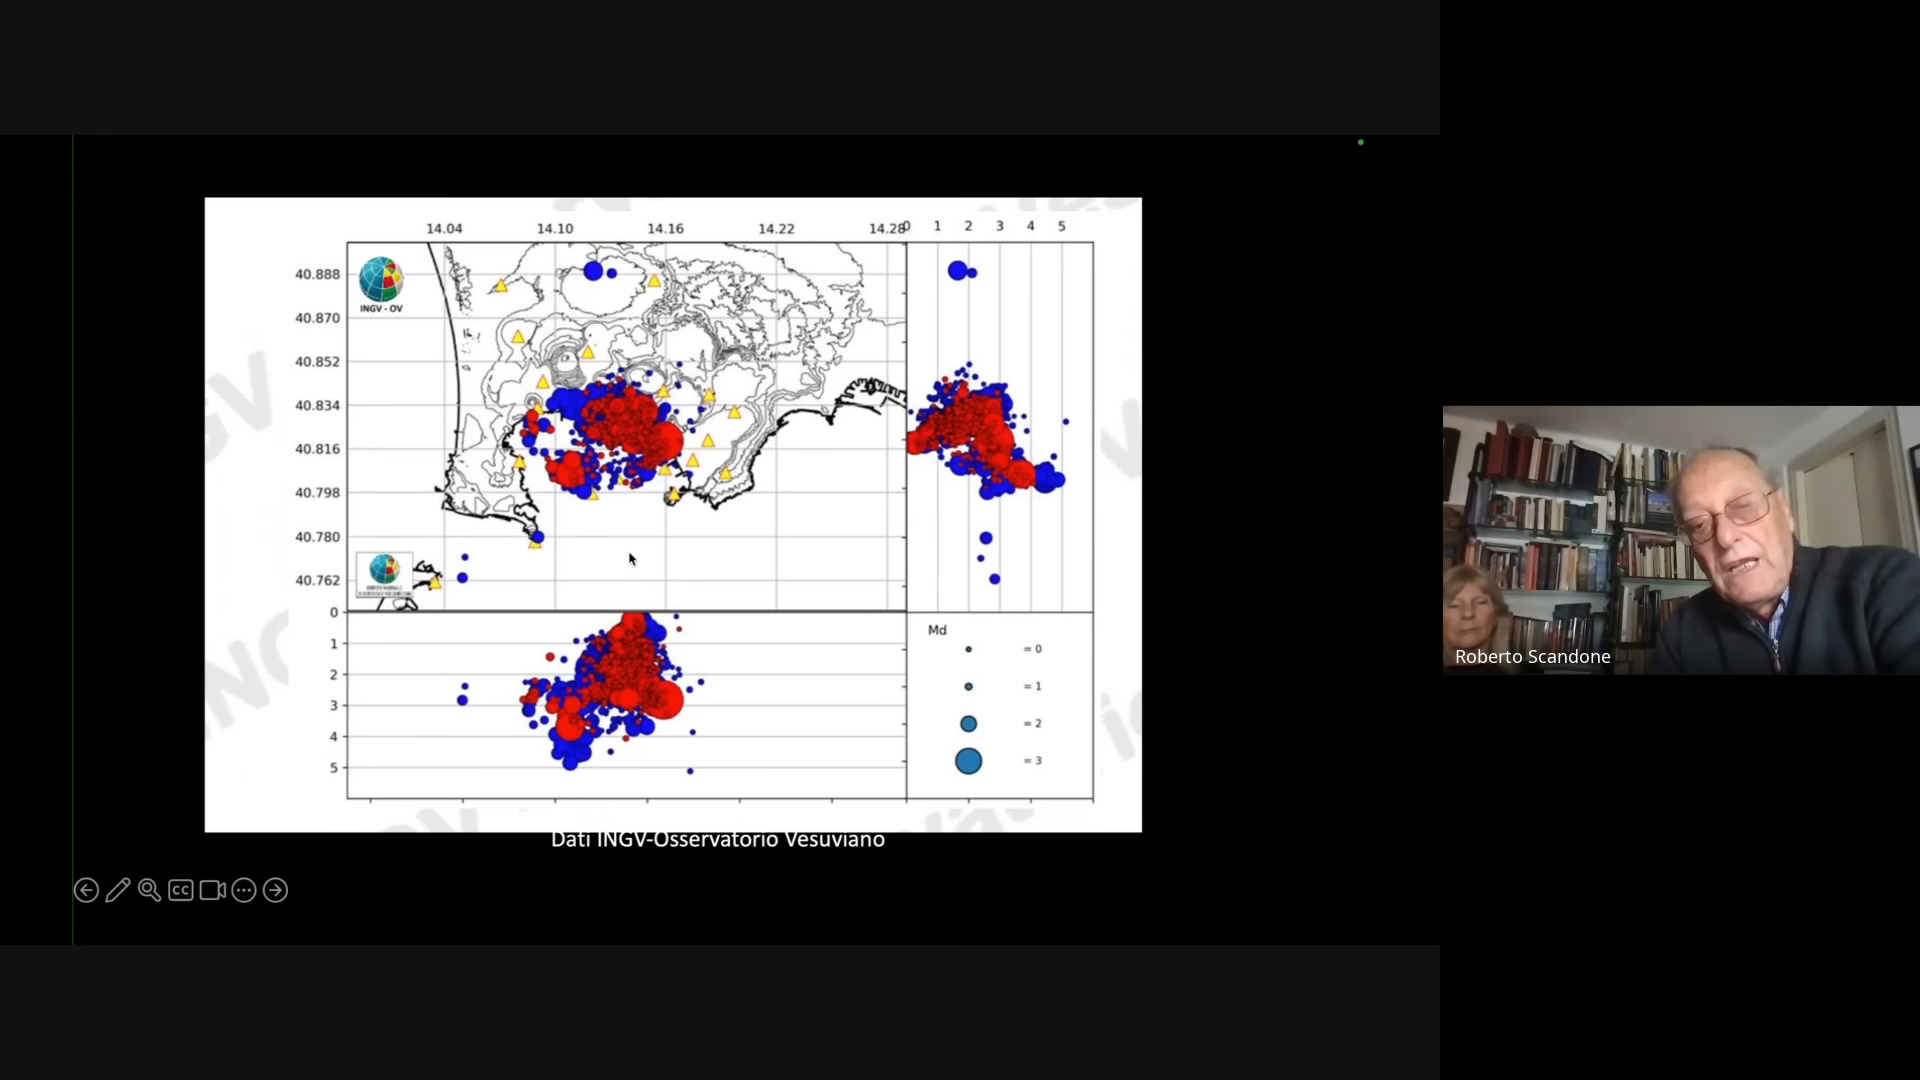 14.04 14.10 14.16 14.22 14.28
0 1 2 3 4 5
40.888
INGV - OV
40.870
40.852
40.834
40.816
40.798
40.780
40.762
0
1
2
3
4
5
Md
= 0
= 1
= 2
= 3
Dati INGV-Osservatorio Vesuviano
CC
Roberto Scandone